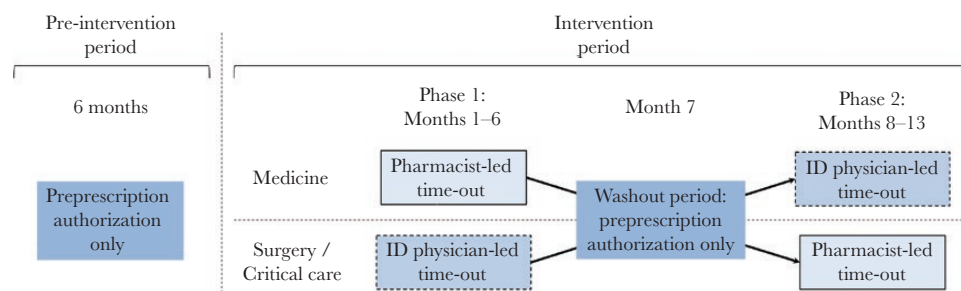 Pre-intervention
period
Intervention
period
6 months
Phase 1:
Months 1–6
Month 7
Phase 2:
Months 8–13
Preprescription
authorization
only
Medicine
Pharmacist-led
time-out
Washout period:
preprescription
authorization only
ID physician-led
time-out
Surgery /
Critical care
ID physician-led
time-out
Pharmacist-led
time-out